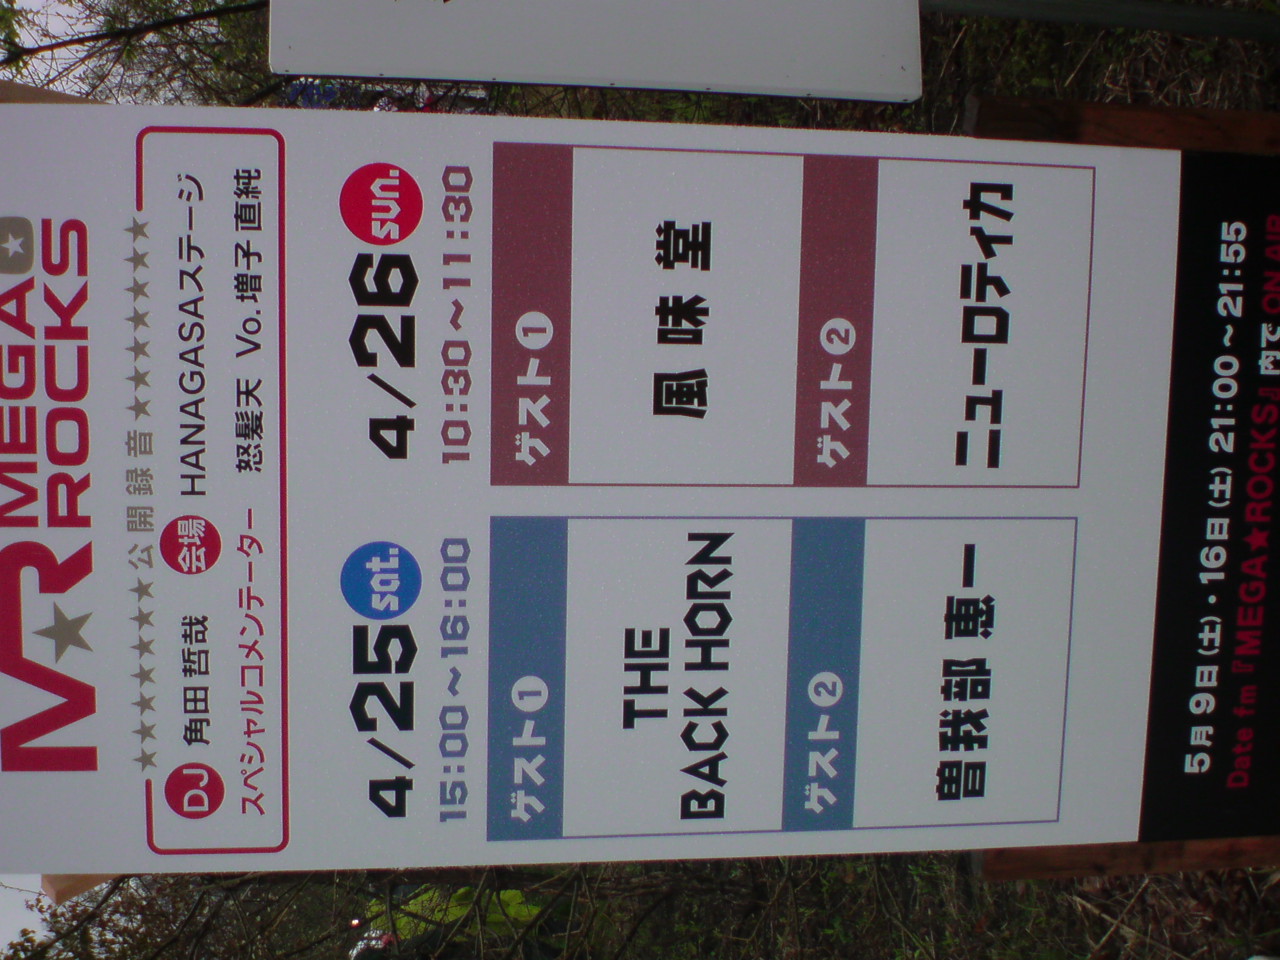 MR MEGA
ROCKS
★★★★★★★★公開録音★★★★★★★★
DJ 角田 哲哉 会場 HANAGASAステージ
スペシャルコメンテーター 怒髪天 Vo.増子 直純
4/25 sat.
15:00~16:00
ゲスト①
THE
BACK HORN
ゲスト②
曽我部 恵一
4/26 sun.
10:30~11:30
ゲスト①
風味堂
ゲスト②
ニューロティカ
5月9日(土)・16日(土) 21:00~21:55
Date fm『MEGA★ROCKS』内で ON AIR